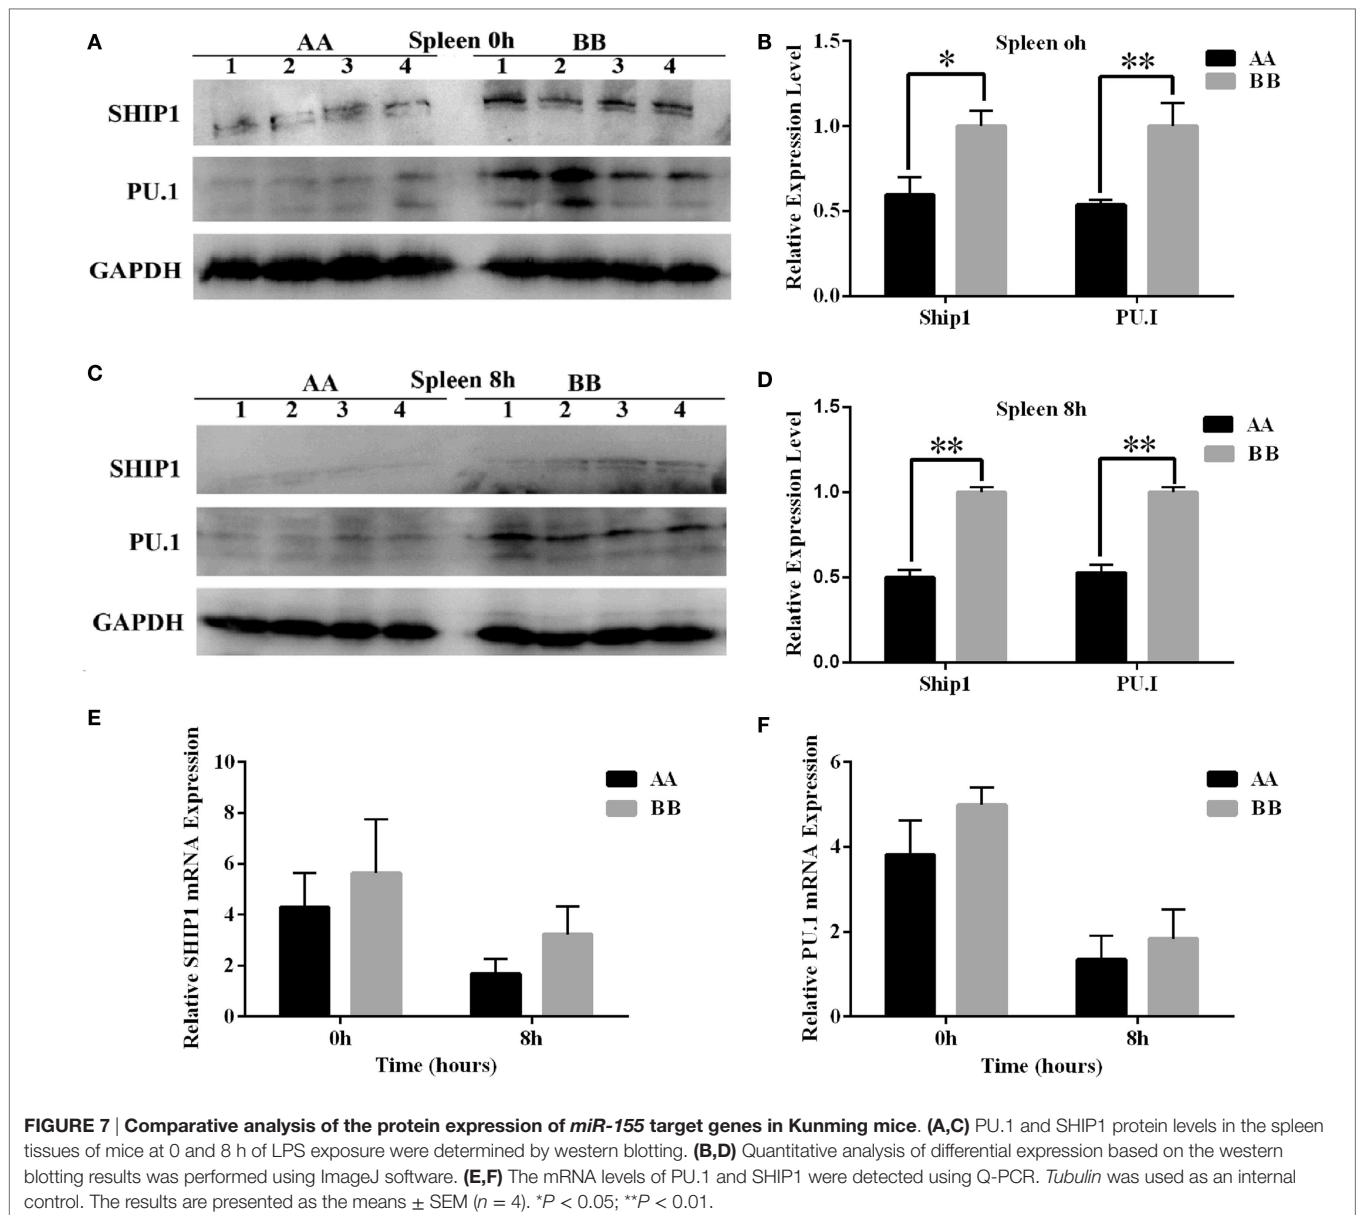 A
AA Spleen 0h BB
1 2 3 4 1 2 3 4
SHIP1
PU.1
GAPDH
B
Spleen oh
AA
BB
* **
Relative Expression Level
1.5
1.0
0.5
0.0
Ship1 PU.I
C
AA Spleen 8h BB
1 2 3 4 1 2 3 4
SHIP1
PU.1
GAPDH
D
Spleen 8h
AA
BB
** **
Relative Expression Level
1.5
1.0
0.5
0.0
Ship1 PU.I
E
Relative SHIP1 mRNA Expression
10
8
6
4
2
0
AA
BB
0h 8h
Time (hours)
F
Relative PU.1 mRNA Expression
6
4
2
0
AA
BB
0h 8h
Time (hours)
FIGURE 7 | Comparative analysis of the protein expression of miR-155 target genes in Kunming mice. (A,C) PU.1 and SHIP1 protein levels in the spleen
tissues of mice at 0 and 8 h of LPS exposure were determined by western blotting. (B,D) Quantitative analysis of differential expression based on the western
blotting results was performed using ImageJ software. (E,F) The mRNA levels of PU.1 and SHIP1 were detected using Q-PCR. Tubulin was used as an internal
control. The results are presented as the means ± SEM (n = 4). *P < 0.05; **P < 0.01.